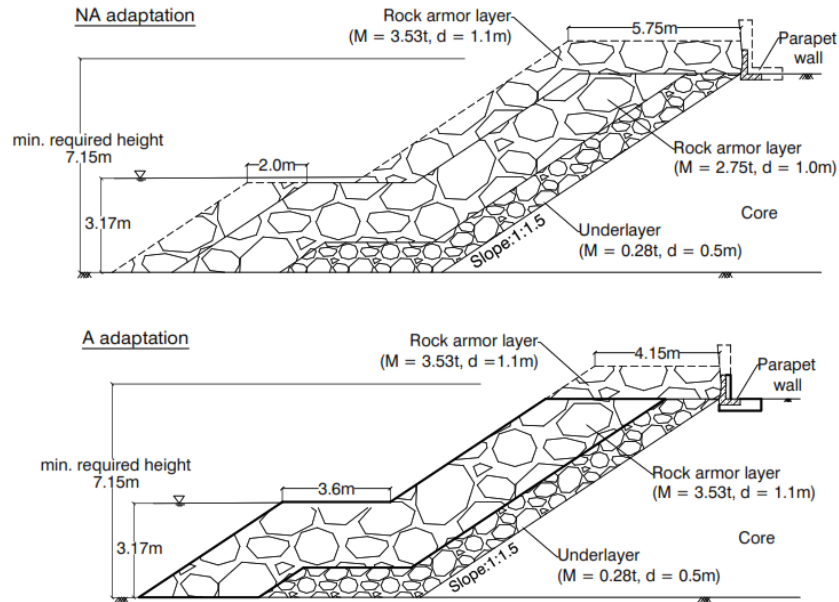 NA adaptation
Rock armor layer
(M = 3.53t, d = 1.1m)
5.75m
Parapet
wall
min. required height
7.15m
2.0m
Rock armor layer
(M = 2.75t, d = 1.0m)
3.17m
Core
Underlayer
(M = 0.28t, d = 0.5m)
Slope:1:1.5
A adaptation
Rock armor layer
(M = 3.53t, d =1.1m)
4.15m
Parapet
wall
min. required height
7.15m
3.6m
Rock armor layer
(M = 3.53t, d = 1.1m)
3.17m
Core
Underlayer
(M = 0.28t, d = 0.5m)
Slope:1:1.5